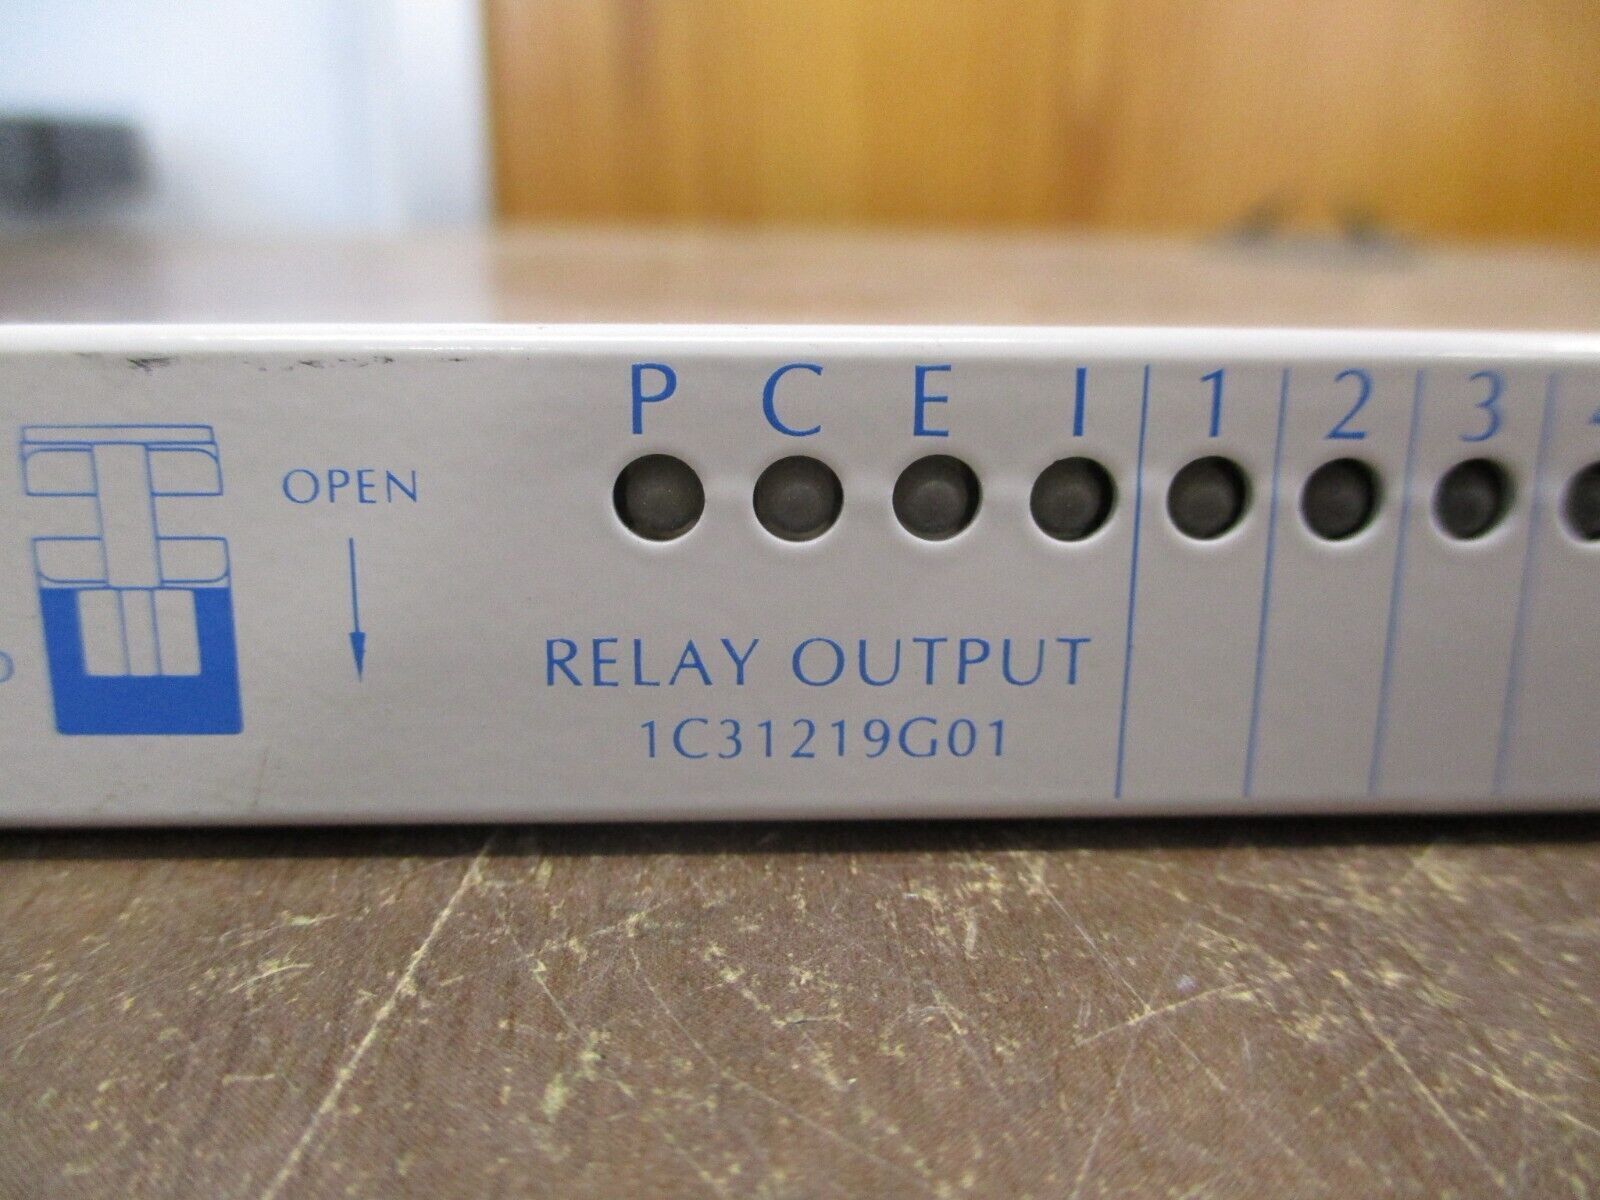 P C E I 1 2 3
OPEN
RELAY OUTPUT
1C31219G01